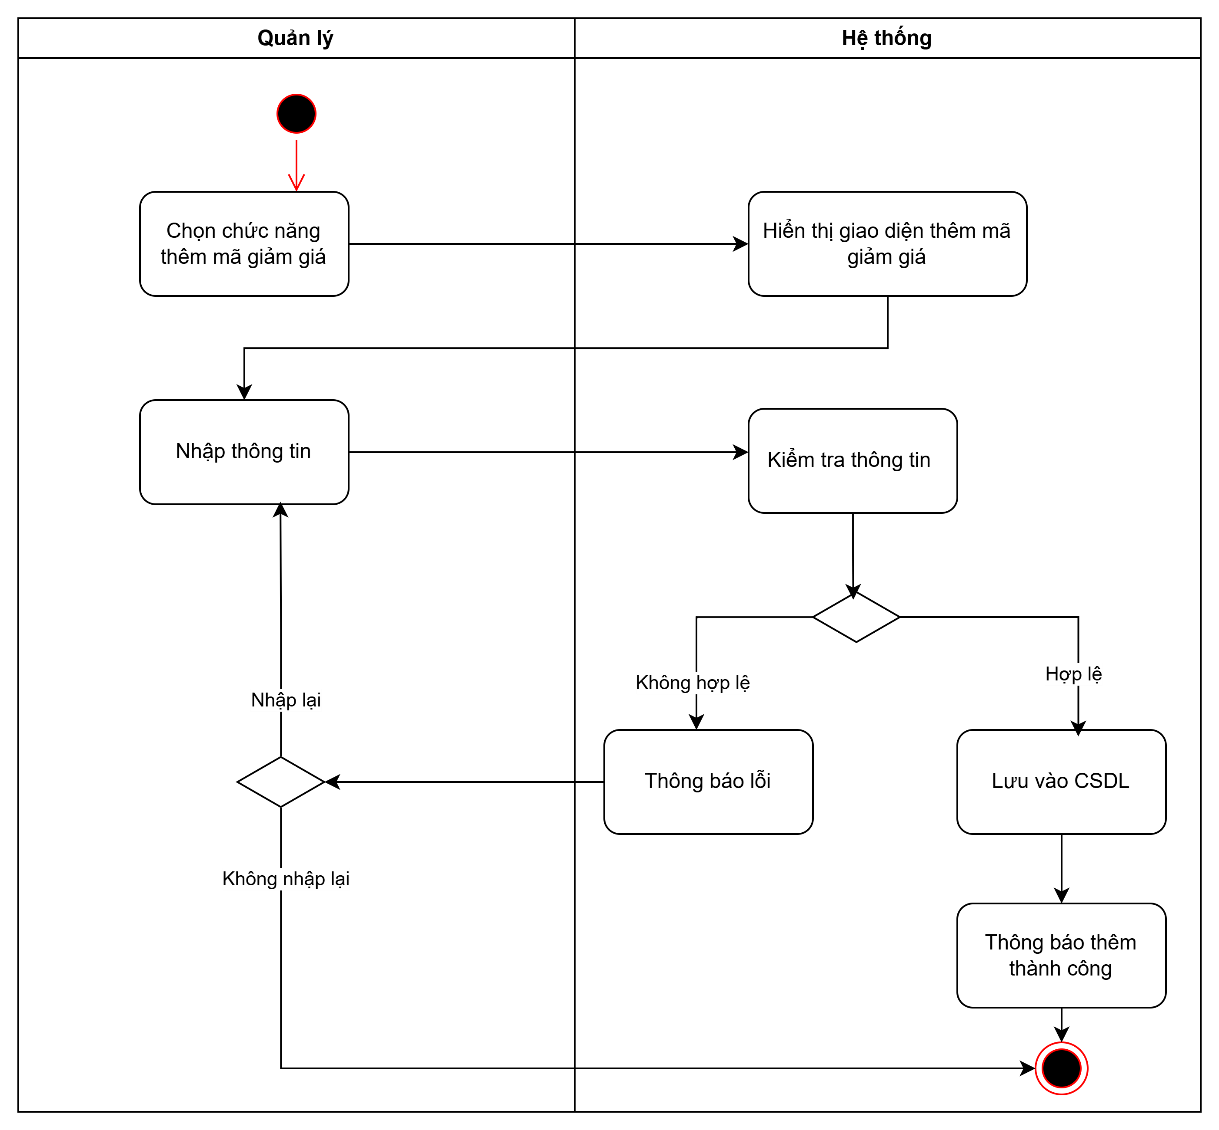 Quản lý
Hệ thống
Chọn chức năng
thêm mã giảm giá
Hiển thị giao diện thêm mã
giảm giá
Nhập thông tin
Kiểm tra thông tin
Không hợp lệ
Hợp lệ
Nhập lại
Thông báo lỗi
Lưu vào CSDL
Không nhập lại
Thông báo thêm
thành công